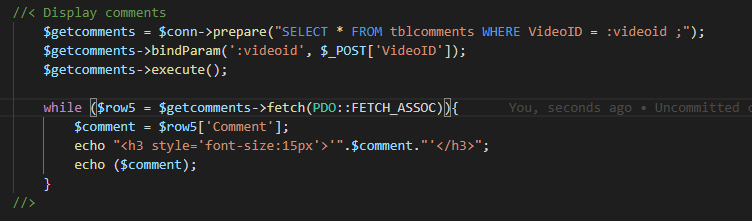 //< Display comments
$getcomments = $conn->prepare("SELECT * FROM tblcomments WHERE VideoID = :videoid ;");
$getcomments->bindParam(':videoid', $_POST['VideoID']);
$getcomments->execute();
while ($row5 = $getcomments->fetch(PDO::FETCH_ASSOC)){ You, seconds ago • Uncommitted
$comment = $row5['Comment'];
echo "<h3 style='font-size:15px'>'".$comment."'</h3>";
echo ($comment);
}
//>